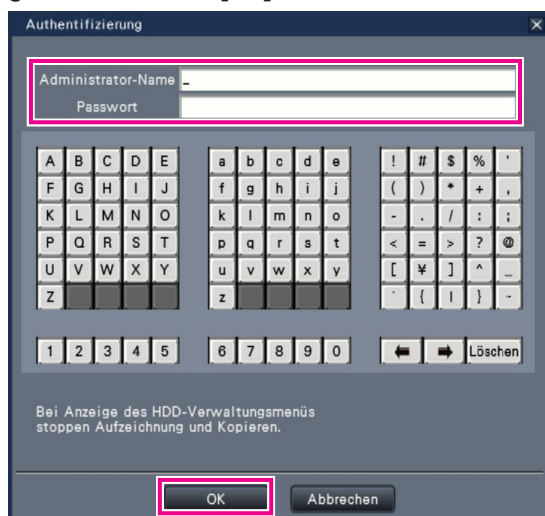 Authentifizierung ×
Administrator-Name _
Passwort
A B C D E a b c d e ! # $ % '
F G H I J f g h i j ( ) * + ,
K L M N O k l m n o - . / : ;
P Q R S T p q r s t < = > ? @
U V W X Y u v w x y [ ¥ ] ^ _
Z z ` { | } ~
1 2 3 4 5 6 7 8 9 0 ← → Löschen
Bei Anzeige des HDD-Verwaltungsmenüs
stoppen Aufzeichnung und Kopieren.
OK Abbrechen